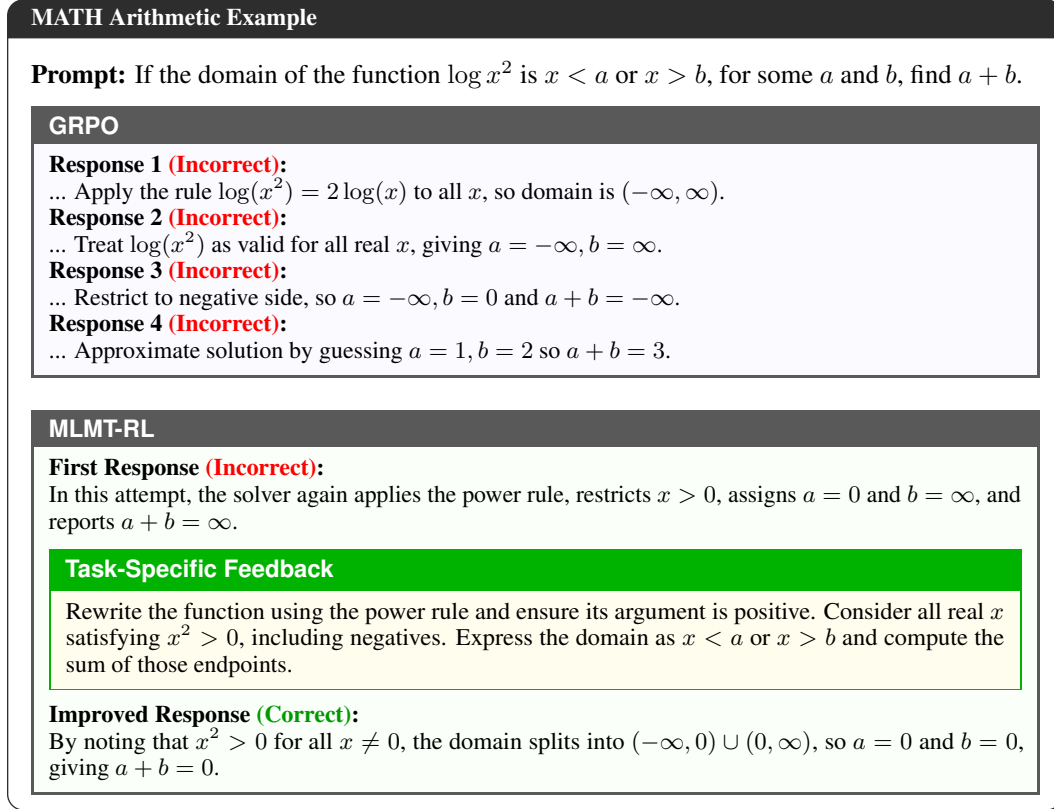 MATH Arithmetic Example
Prompt: If the domain of the function log x² is x < a or x > b, for some a and b, find a + b.
GRPO
Response 1 (Incorrect):
... Apply the rule log(x²) = 2 log(x) to all x, so domain is (−∞, ∞).
Response 2 (Incorrect):
... Treat log(x²) as valid for all real x, giving a = −∞, b = ∞.
Response 3 (Incorrect):
... Restrict to negative side, so a = −∞, b = 0 and a + b = −∞.
Response 4 (Incorrect):
... Approximate solution by guessing a = 1, b = 2 so a + b = 3.
MLMT-RL
First Response (Incorrect):
In this attempt, the solver again applies the power rule, restricts x > 0, assigns a = 0 and b = ∞, and
reports a + b = ∞.
Task-Specific Feedback
Rewrite the function using the power rule and ensure its argument is positive. Consider all real x
satisfying x² > 0, including negatives. Express the domain as x < a or x > b and compute the
sum of those endpoints.
Improved Response (Correct):
By noting that x² > 0 for all x ≠ 0, the domain splits into (−∞, 0) ∪ (0, ∞), so a = 0 and b = 0,
giving a + b = 0.